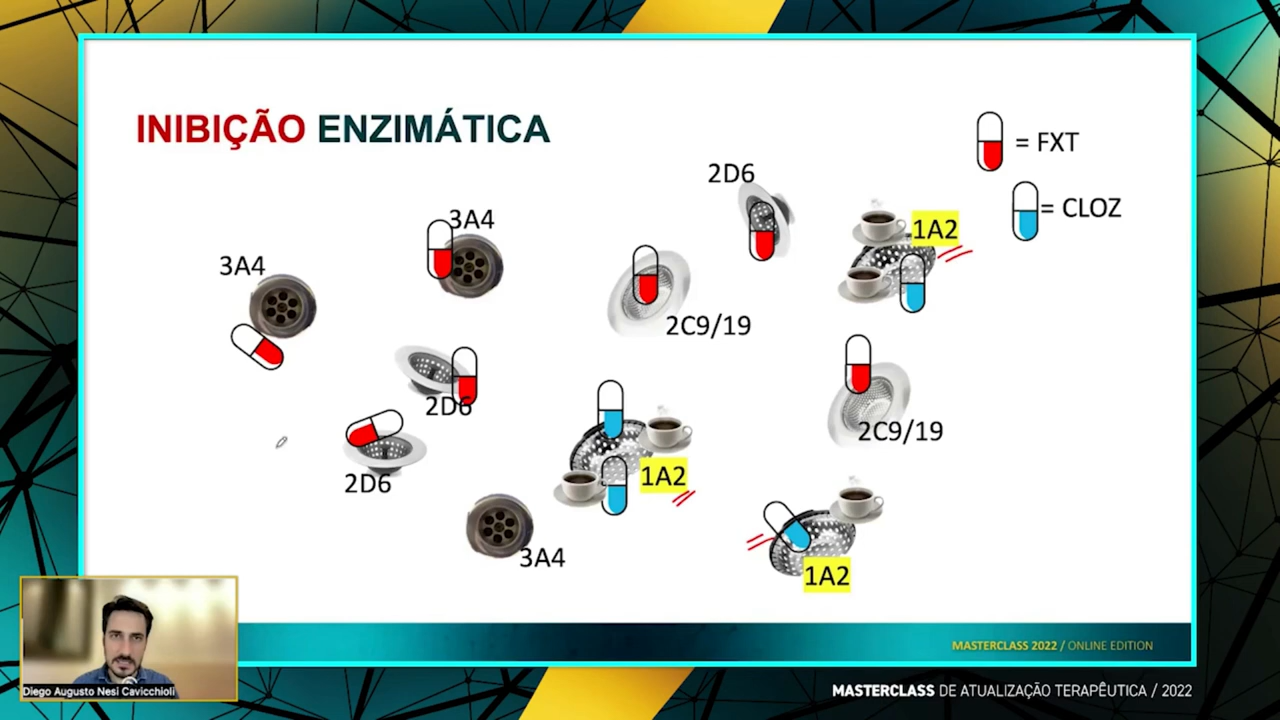 INIBIÇÃO ENZIMÁTICA
= FXT
= CLOZ
2D6
3A4
1A2
3A4
2C9/19
2D6
2C9/19
1A2
2D6
3A4
1A2
MASTERCLASS 2022 / ONLINE EDITION
Diego Augusto Nesi Cavicchioli
MASTERCLASS DE ATUALIZAÇÃO TERAPÊUTICA / 2022